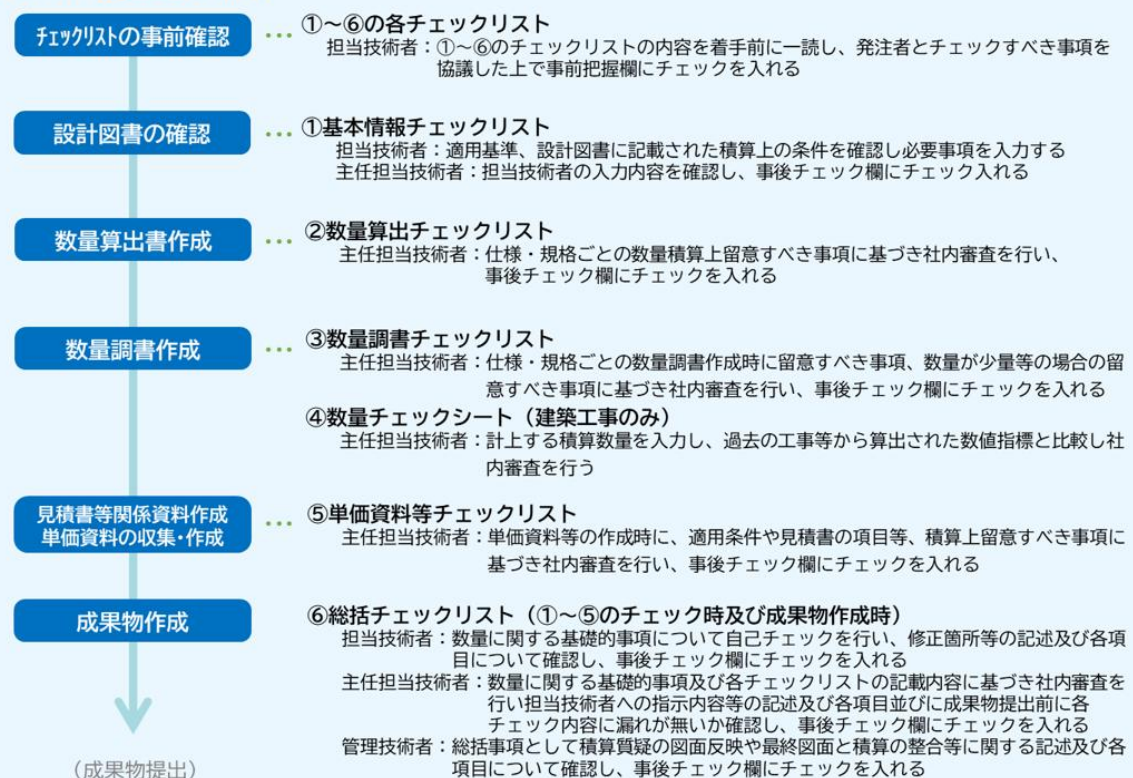 チェックリストの事前確認
… ①～⑥の各チェックリスト
担当技術者：①～⑥のチェックリストの内容を着手前に一読し、発注者とチェックすべき事項を
協議した上で事前把握欄にチェックを入れる
設計図書の確認
… ①基本情報チェックリスト
担当技術者：適用基準、設計図書に記載された積算上の条件を確認し必要事項を入力する
主任担当技術者：担当技術者の入力内容を確認し、事後チェック欄にチェック入れる
数量算出書作成
… ②数量算出チェックリスト
主任担当技術者：仕様・規格ごとの数量積算上留意すべき事項に基づき社内審査を行い、
事後チェック欄にチェックを入れる
数量調書作成
… ③数量調書チェックリスト
主任担当技術者：仕様・規格ごとの数量調書作成時に留意すべき事項、数量が少量等の場合の留
意すべき事項に基づき社内審査を行い、事後チェック欄にチェックを入れる
④数量チェックシート（建築工事のみ）
主任担当技術者：計上する積算数量を入力し、過去の工事等から算出された数値指標と比較し社
内審査を行う
見積書等関係資料作成
単価資料の収集・作成
… ⑤単価資料等チェックリスト
主任担当技術者：単価資料等の作成時に、適用条件や見積書の項目等、積算上留意すべき事項に
基づき社内審査を行い、事後チェック欄にチェックを入れる
成果物作成
⑥総括チェックリスト（①～⑤のチェック時及び成果物作成時）
担当技術者：数量に関する基礎的事項について自己チェックを行い、修正箇所等の記述及び各項
目について確認し、事後チェック欄にチェックを入れる
主任担当技術者：数量に関する基礎的事項及び各チェックリストの記載内容に基づき社内審査を
行い担当技術者への指示内容等の記述及び各項目並びに成果物提出前に各
チェック内容に漏れが無いか確認し、事後チェック欄にチェックを入れる
管理技術者：総括事項として積算質疑の図面反映や最終図面と積算の整合等に関する記述及び各
項目について確認し、事後チェック欄にチェックを入れる
（成果物提出）